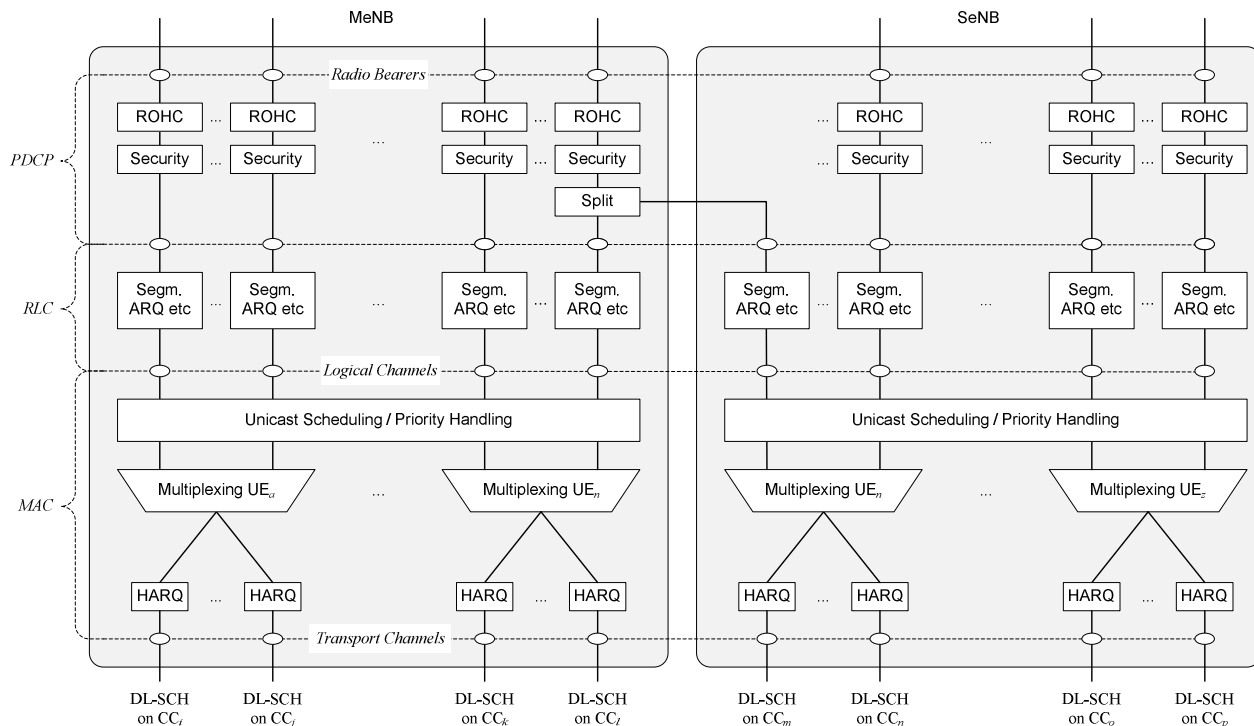 MeNB SeNB
Radio Bearers
ROHC ... ROHC ROHC ... ROHC ... ROHC ROHC ... ROHC
... ...
PDCP
Security ... Security Security ... Security ... Security Security ... Security
Split
Segm. ARQ etc ... Segm. ARQ etc ... Segm. ARQ etc ... Segm. ARQ etc Segm. ARQ etc ... Segm. ARQ etc ... Segm. ARQ etc ... Segm. ARQ etc
RLC
Logical Channels
Unicast Scheduling / Priority Handling Unicast Scheduling / Priority Handling
Multiplexing UEa ... Multiplexing UEn Multiplexing UEn ... Multiplexing UEz
MAC
HARQ ... HARQ ... HARQ ... HARQ HARQ ... HARQ ... HARQ ... HARQ
Transport Channels
DL-SCH DL-SCH DL-SCH DL-SCH DL-SCH DL-SCH DL-SCH DL-SCH
on CCi on CCj on CCk on CCl on CCm on CCn on CCo on CCp